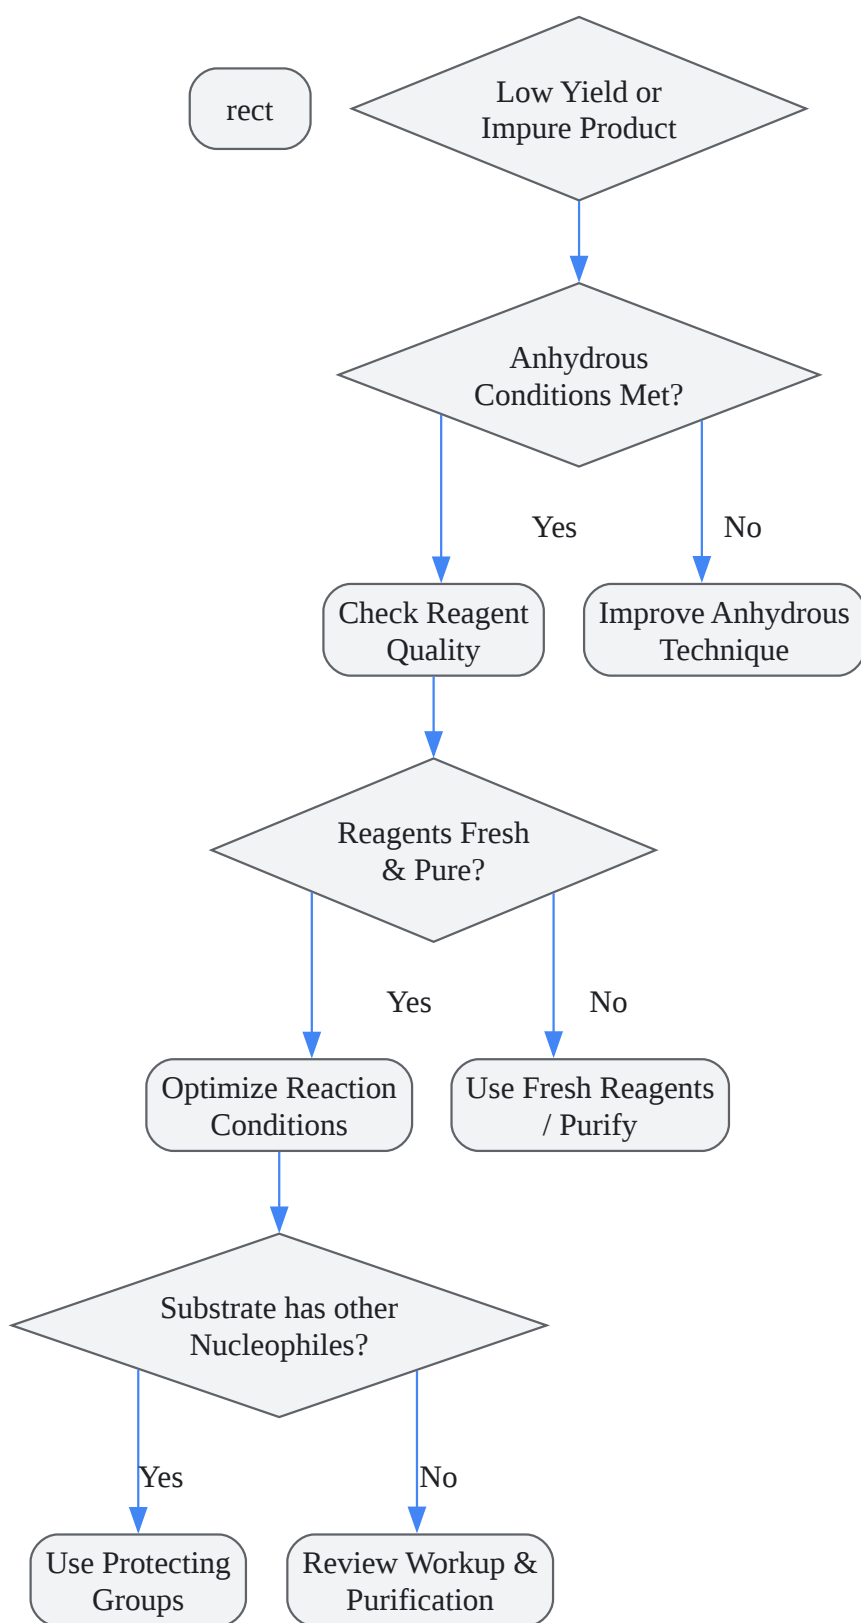 rect
Low Yield or
Impure Product
Anhydrous
Conditions Met?
Yes
No
Check Reagent
Quality
Improve Anhydrous
Technique
Reagents Fresh
& Pure?
Yes
No
Optimize Reaction
Conditions
Use Fresh Reagents
/ Purify
Substrate has other
Nucleophiles?
Yes
No
Use Protecting
Groups
Review Workup &
Purification